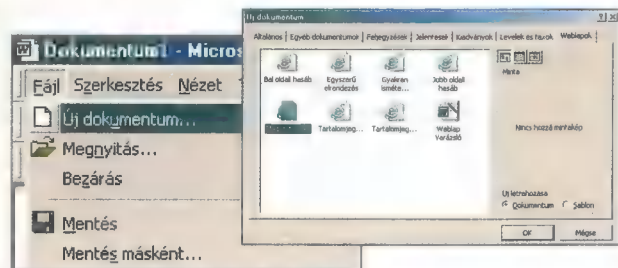 Dokumentum1 - Micros
Fájl Szerkesztés Nézet
Új dokumentum...
Megnyitás...
Bezárás
Mentés
Mentés másként...
Új dokumentum
Általános Egyéb dokumentumok Feljegyzések Jelentések Kiadványok Levelek és faxok Weblapok
Bal oldali hasáb
Egyszerű elrendezés
Gyakran isméte...
Jobb oldali hasáb
Tartalomjeg...
Tartalomjeg...
Weblap Varázsló
Minta
Nincs hozzá mintakép
Új létrehozása
Dokumentum Sablon
OK Mégse